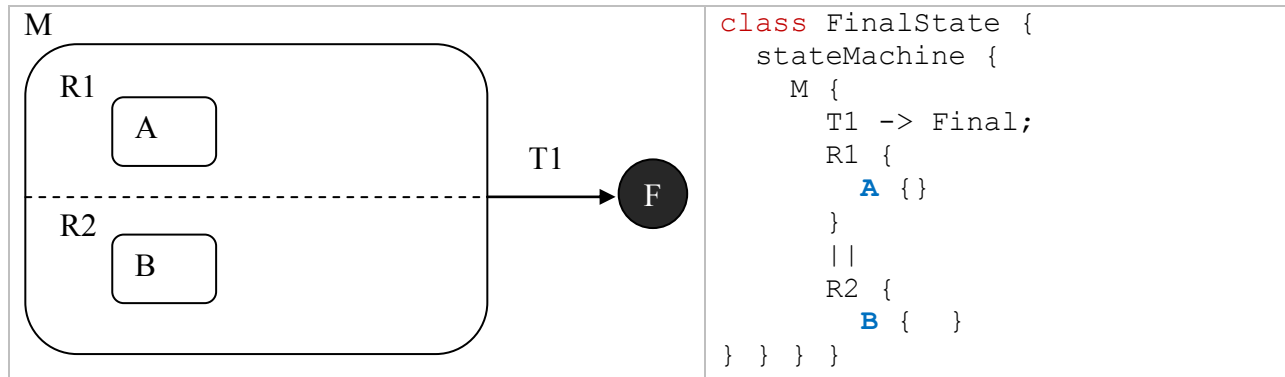 M
R1
A
T1
F
R2
B
class FinalState {
stateMachine {
M {
T1 -> Final;
R1 {
A {}
}
||
R2 {
B {  }
} } } }